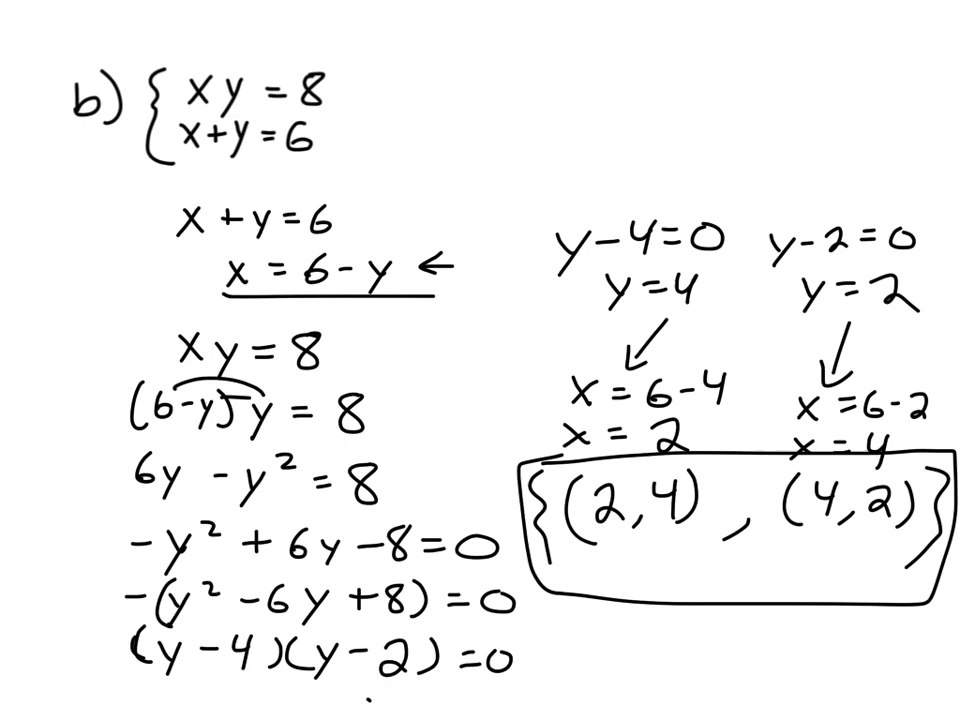 b) { xy = 8
x+y = 6
x + y = 6
x = 6 - y ←
xy = 8
(6-y)y = 8
6y - y² = 8
-y² + 6y - 8 = 0
-(y² - 6y + 8) = 0
(y - 4)(y - 2) = 0
y - 4 = 0
y = 4
x = 6 - 4
x = 2
y - 2 = 0
y = 2
x = 6 - 2
x = 4
{(2,4), (4,2)}